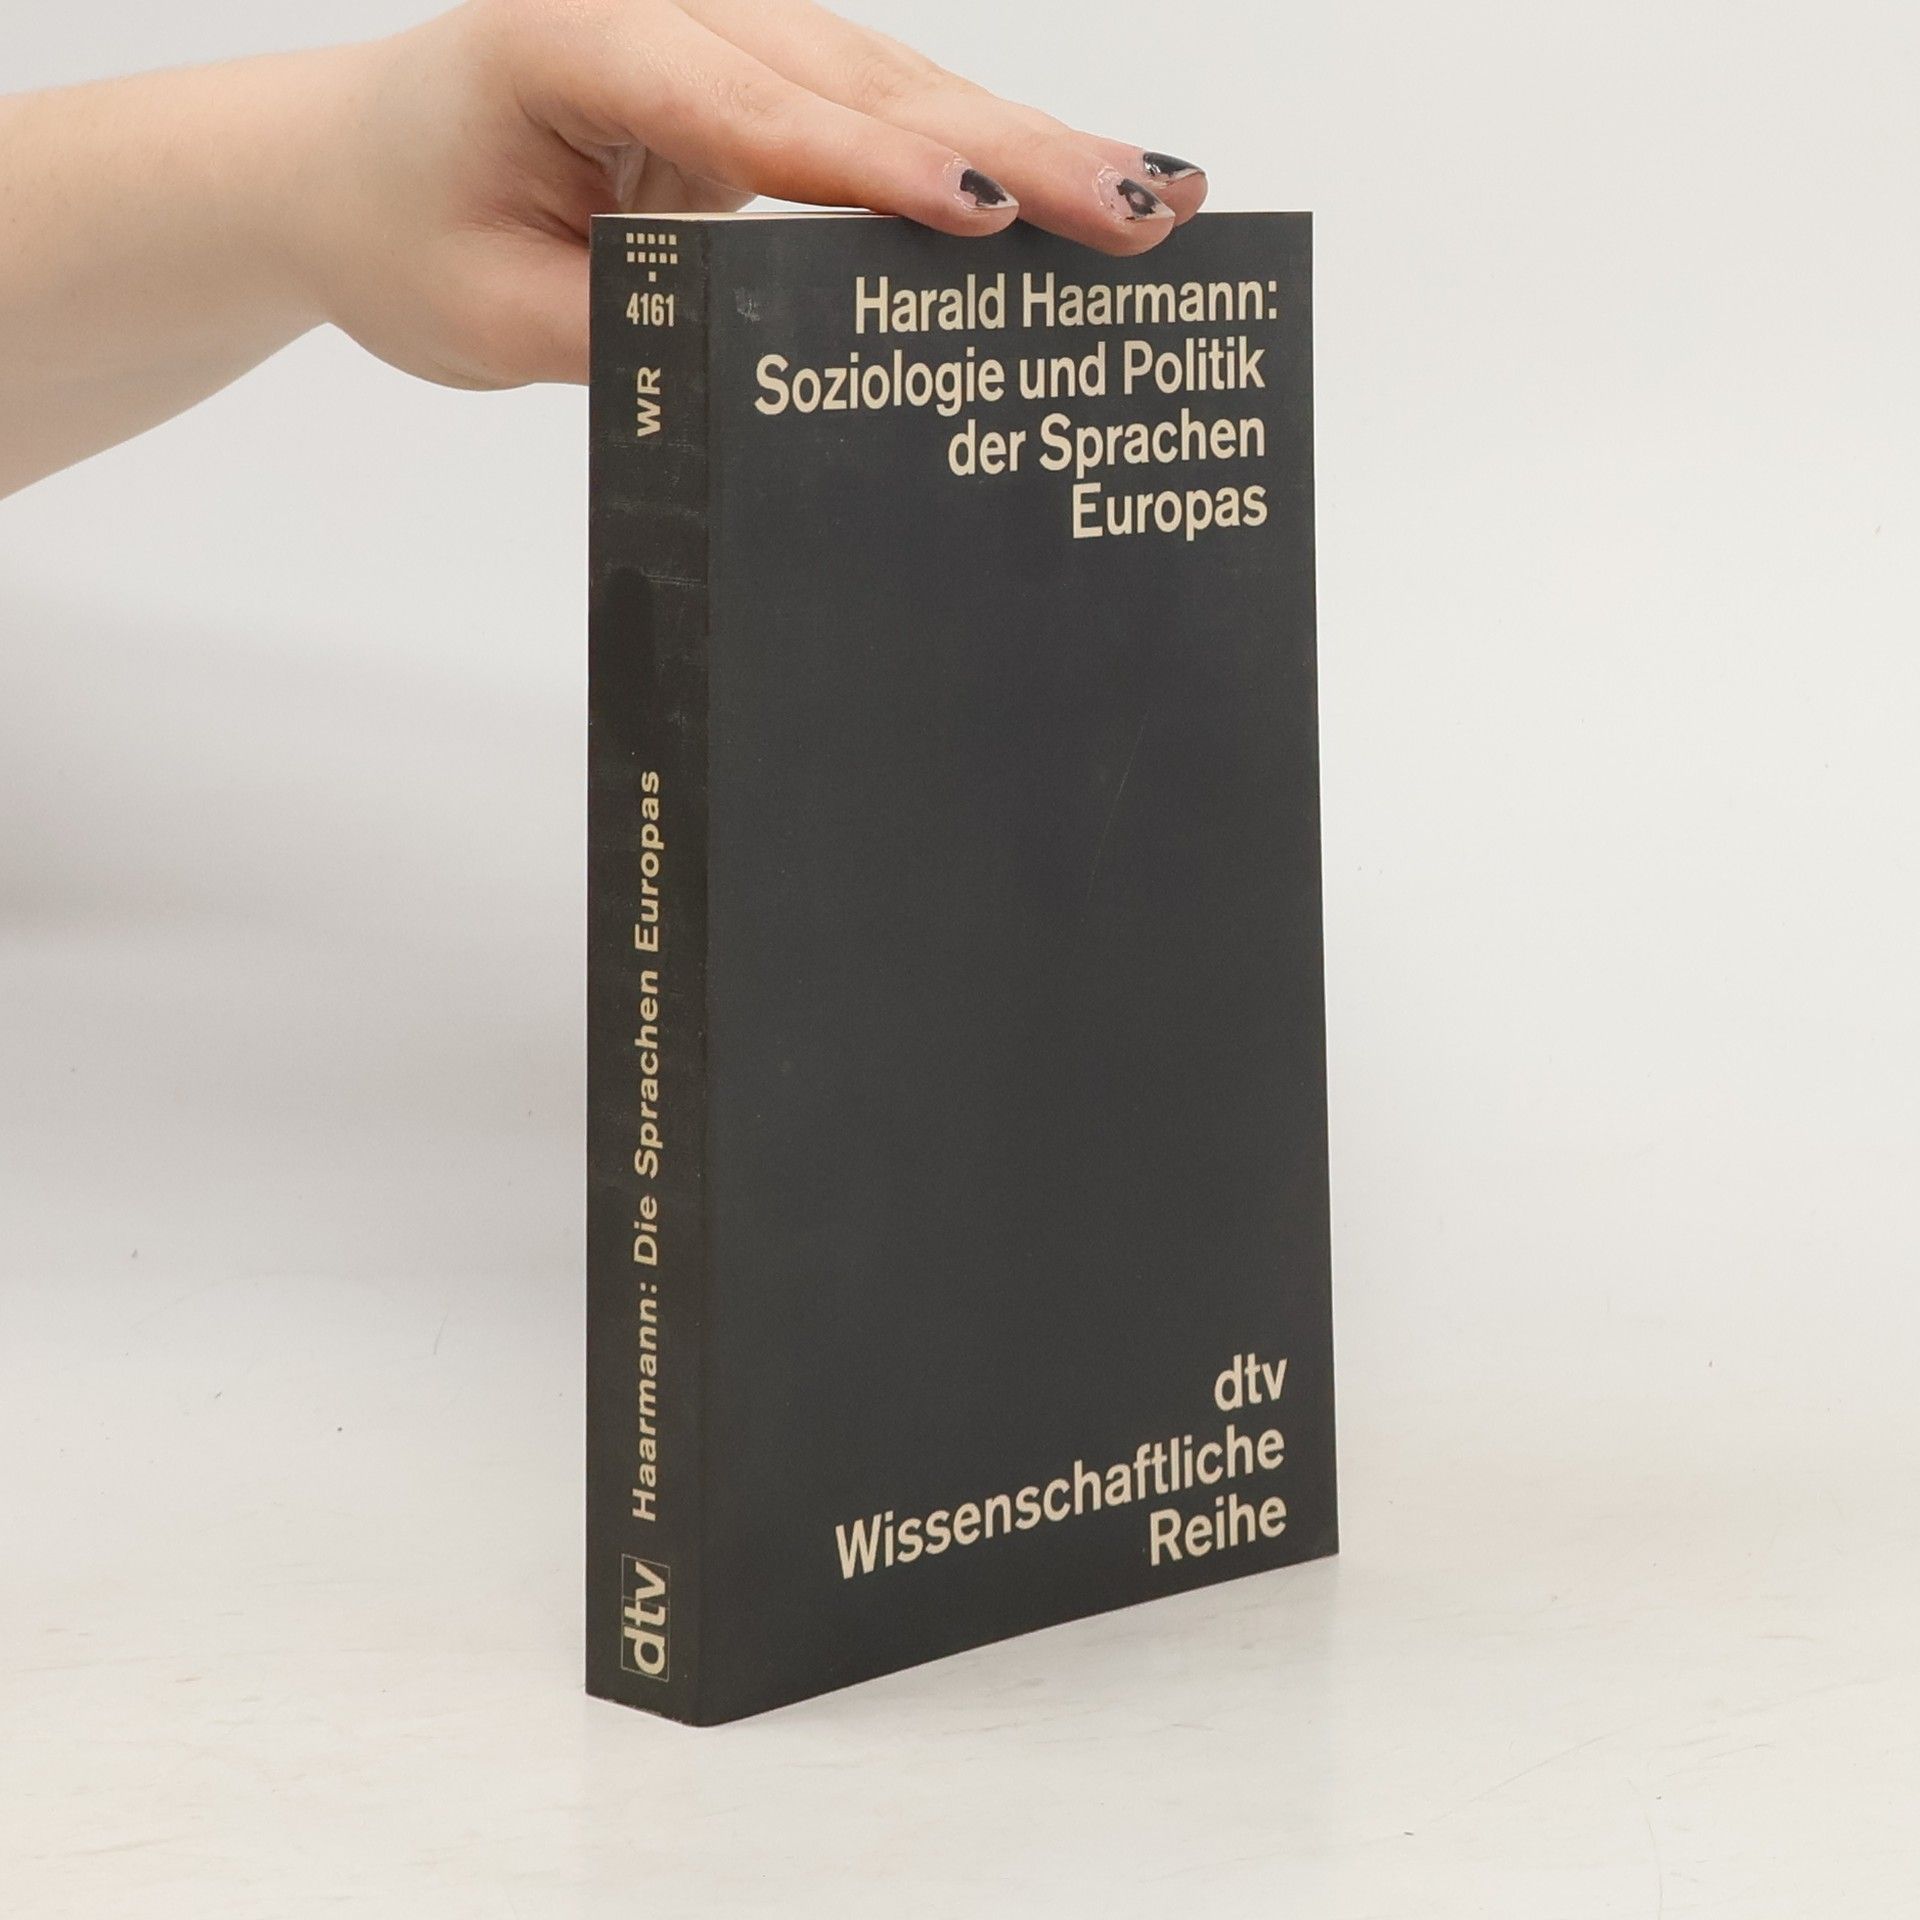 4161
WR
Haarmann: Die Sprachen Europas
dtv
Harald Haarmann:
Soziologie und Politik
der Sprachen
Europas
dtv
Wissenschaftliche
Reihe